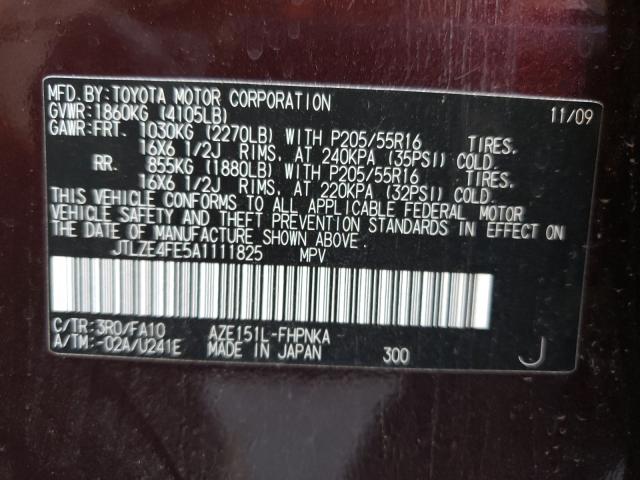 MFD.BY:TOYOTA MOTOR CORPORATION 11/09
GVWR:1860KG (4105LB)
GAWR:FRT. 1030KG (2270LB) WITH P205/55R16 TIRES.
16X6 1/2J RIMS, AT 240KPA (35PSI) COLD.
RR. 855KG (1880LB) WITH P205/55R16 TIRES.
16X6 1/2J RIMS, AT 220KPA (32PSI) COLD.
THIS VEHICLE CONFORMS TO ALL APPLICABLE FEDERAL MOTOR
VEHICLE SAFETY AND THEFT PREVENTION STANDARDS IN EFFECT ON
THE DATE OF MANUFACTURE SHOWN ABOVE.
JTLZE4FE5A1111825 MPV
C/TR:3R0/FA10 AZE151L-FHPNKA
A/TM:-02A/U241E MADE IN JAPAN 300 J